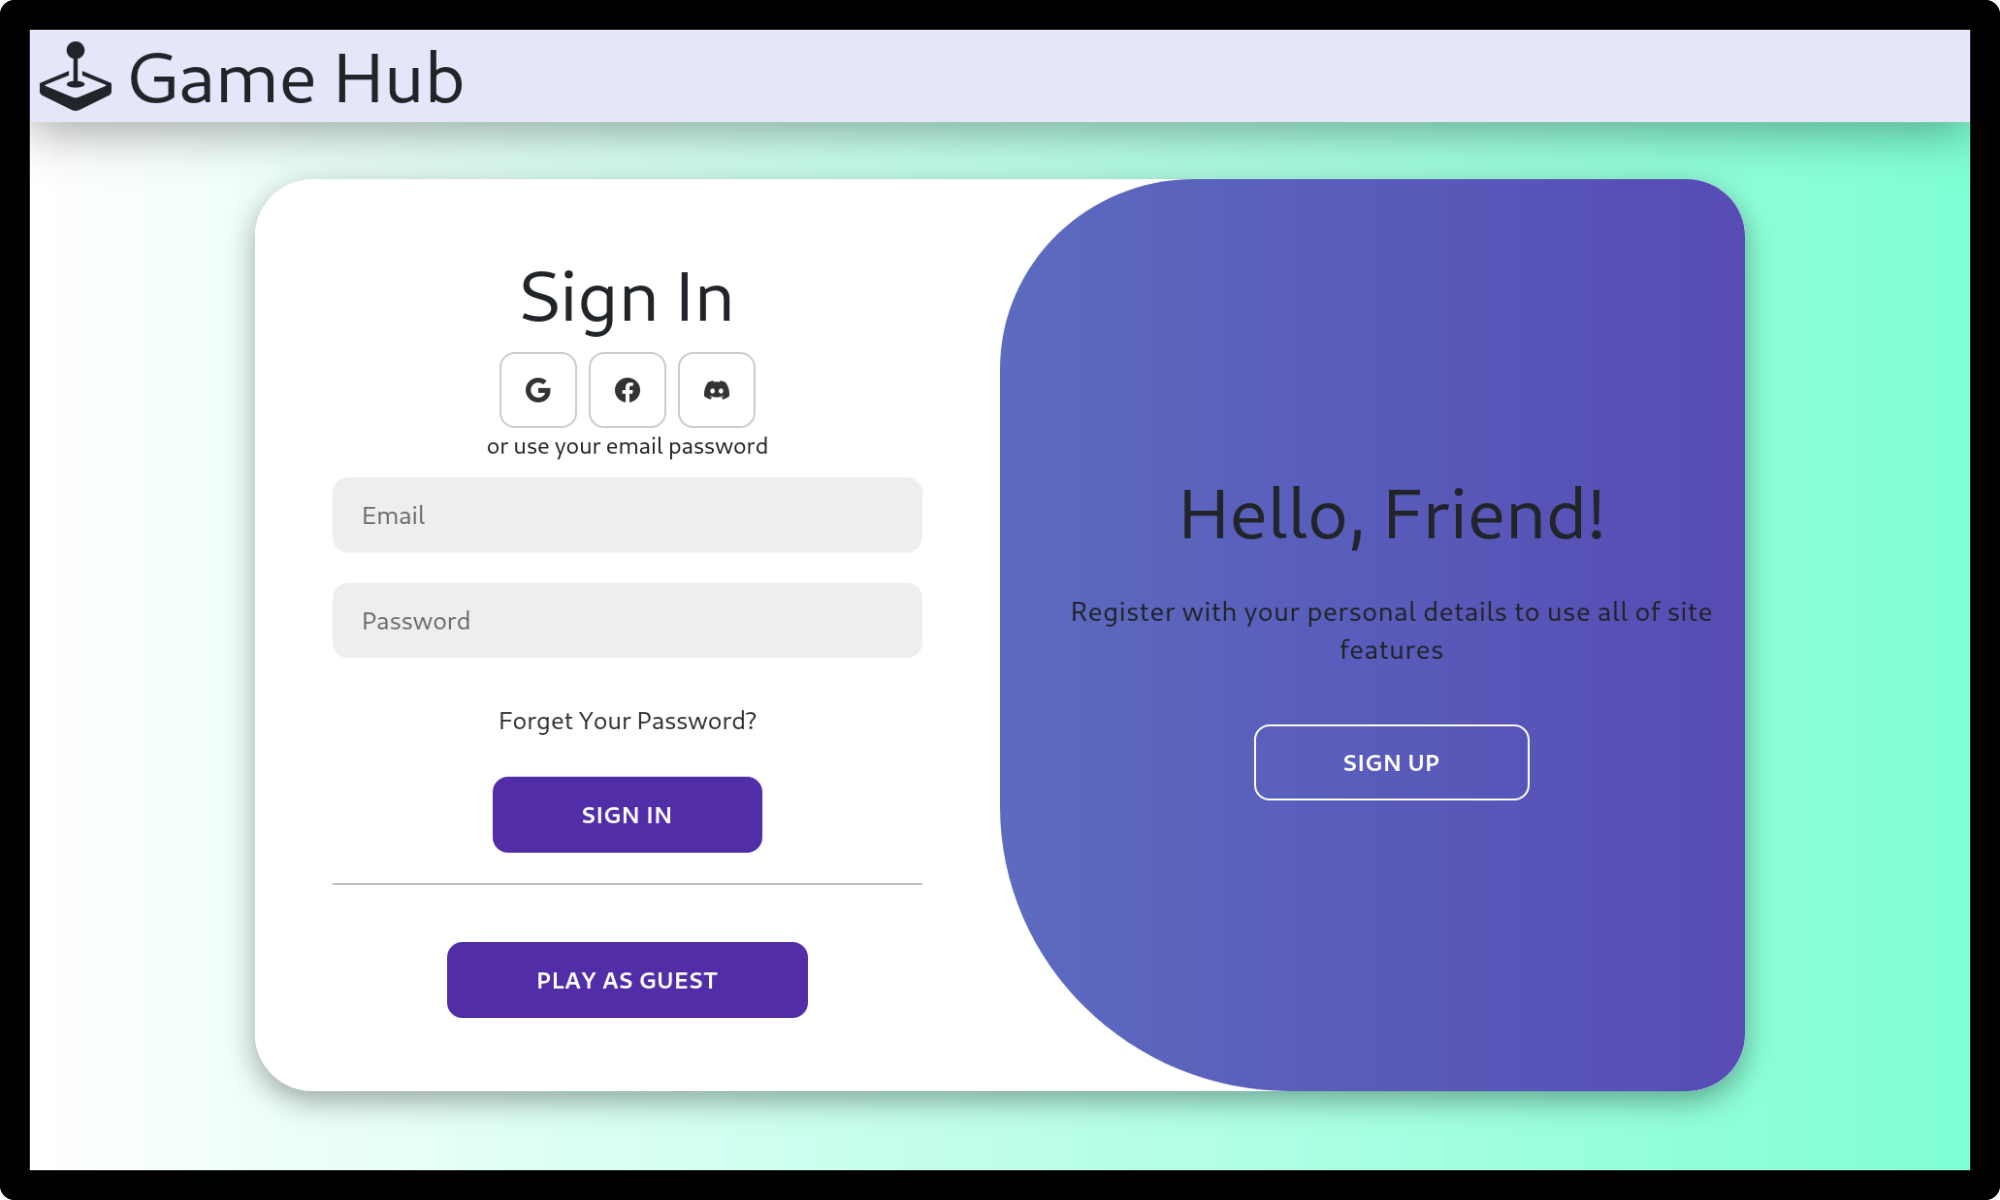 Game Hub
Sign In
or use your email password
Email
Password
Forget Your Password?
SIGN IN
PLAY AS GUEST
Hello, Friend!
Register with your personal details to use all of site
features
SIGN UP